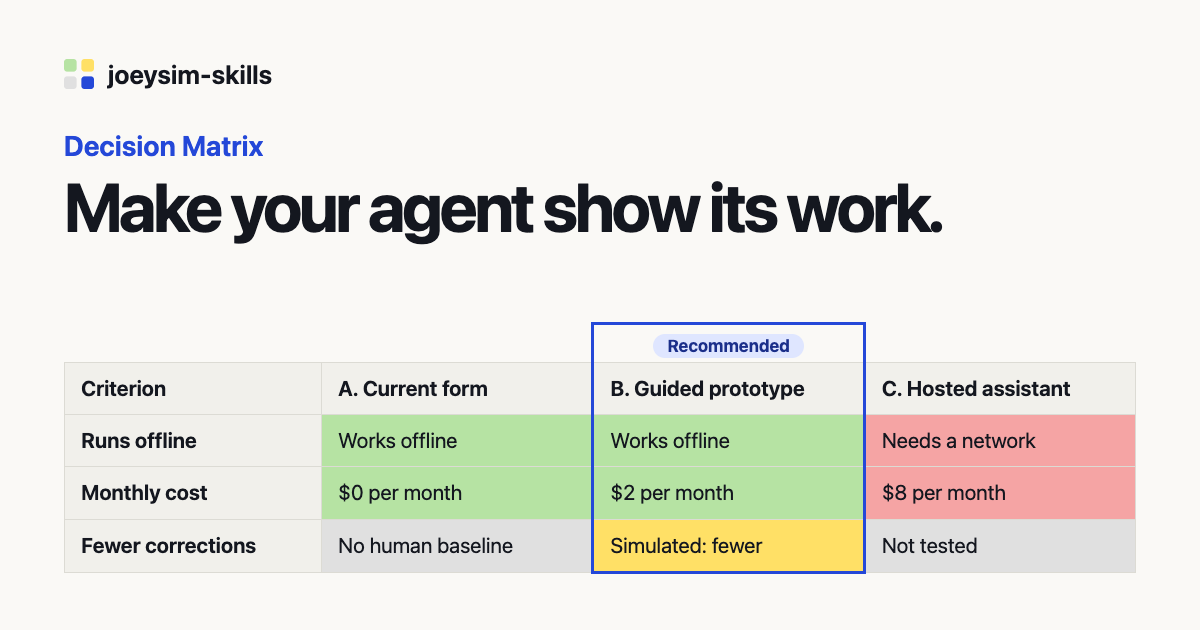 joeysim-skills
Decision Matrix
Make your agent show its work.
Recommended
Criterion A. Current form B. Guided prototype C. Hosted assistant
Runs offline Works offline Works offline Needs a network
Monthly cost $0 per month $2 per month $8 per month
Fewer corrections No human baseline Simulated: fewer Not tested